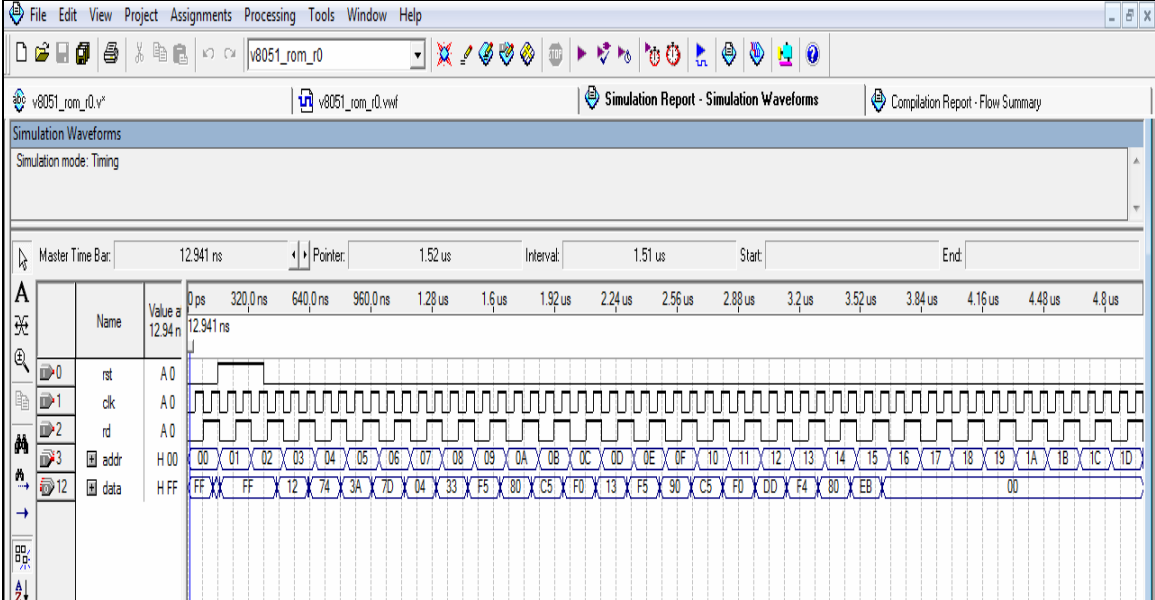 File Edit View Project Assignments Processing Tools Window Help
v8051_rom_r0
v8051_rom_r0.v* v8051_rom_r0.vwf Simulation Report - Simulation Waveforms Compilation Report - Flow Summary
Simulation Waveforms
Simulation mode: Timing
Master Time Bar: 12.941 ns Pointer: 1.52 us Interval: 1.51 us Start: End:
Name Value a 12.94 n
0 ps 320.0 ns 640.0 ns 960.0 ns 1.28 us 1.6 us 1.92 us 2.24 us 2.56 us 2.88 us 3.2 us 3.52 us 3.84 us 4.16 us 4.48 us 4.8 us
12.941 ns
0 rst A 0
1 clk A 0
2 rd A 0
3 addr H 00 00 01 02 03 04 05 06 07 08 09 0A 0B 0C 0D 0E 0F 10 11 12 13 14 15 16 17 18 19 1A 1B 1C 1D
12 data H FF FF FF 12 74 3A 7D 04 33 F5 80 C5 F0 13 F5 90 C5 F0 DD F4 80 EB 00